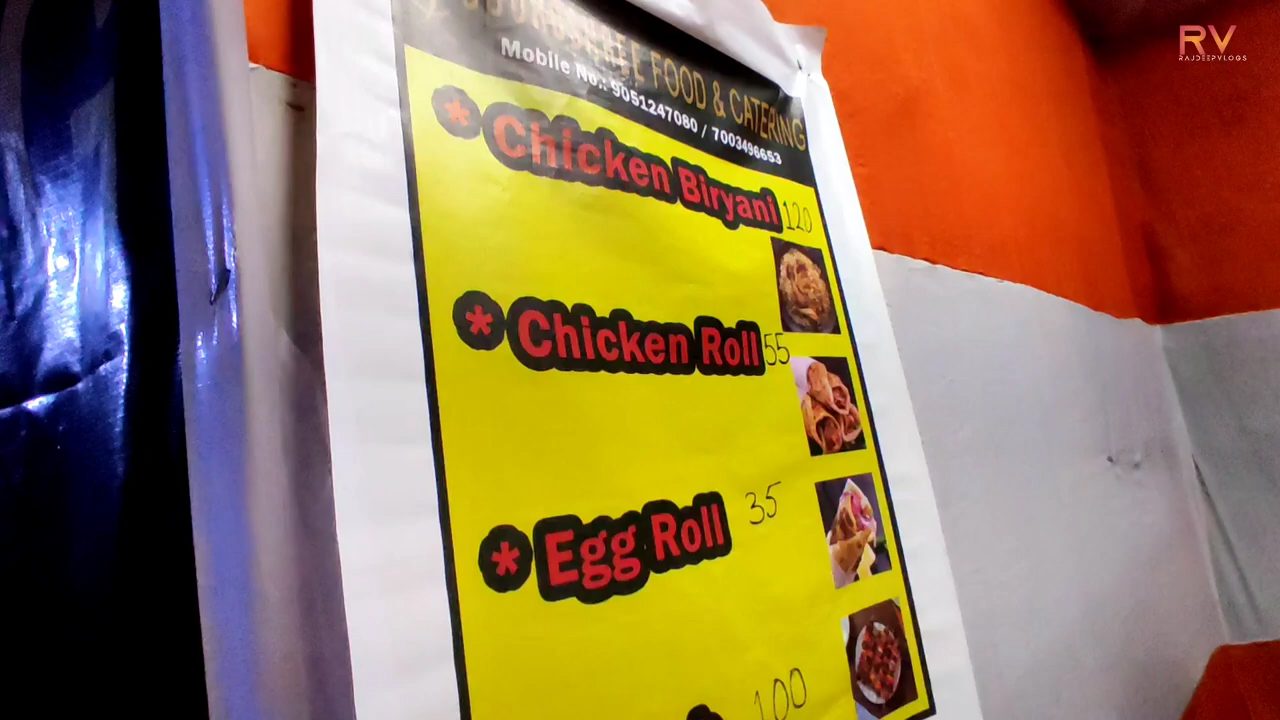 FOOD & CATERING
Mobile No.: 9051247080 / 7003496653
* Chicken Biryani 120
* Chicken Roll 55
* Egg Roll 35
100
RV
RAJDEEPVLOGS